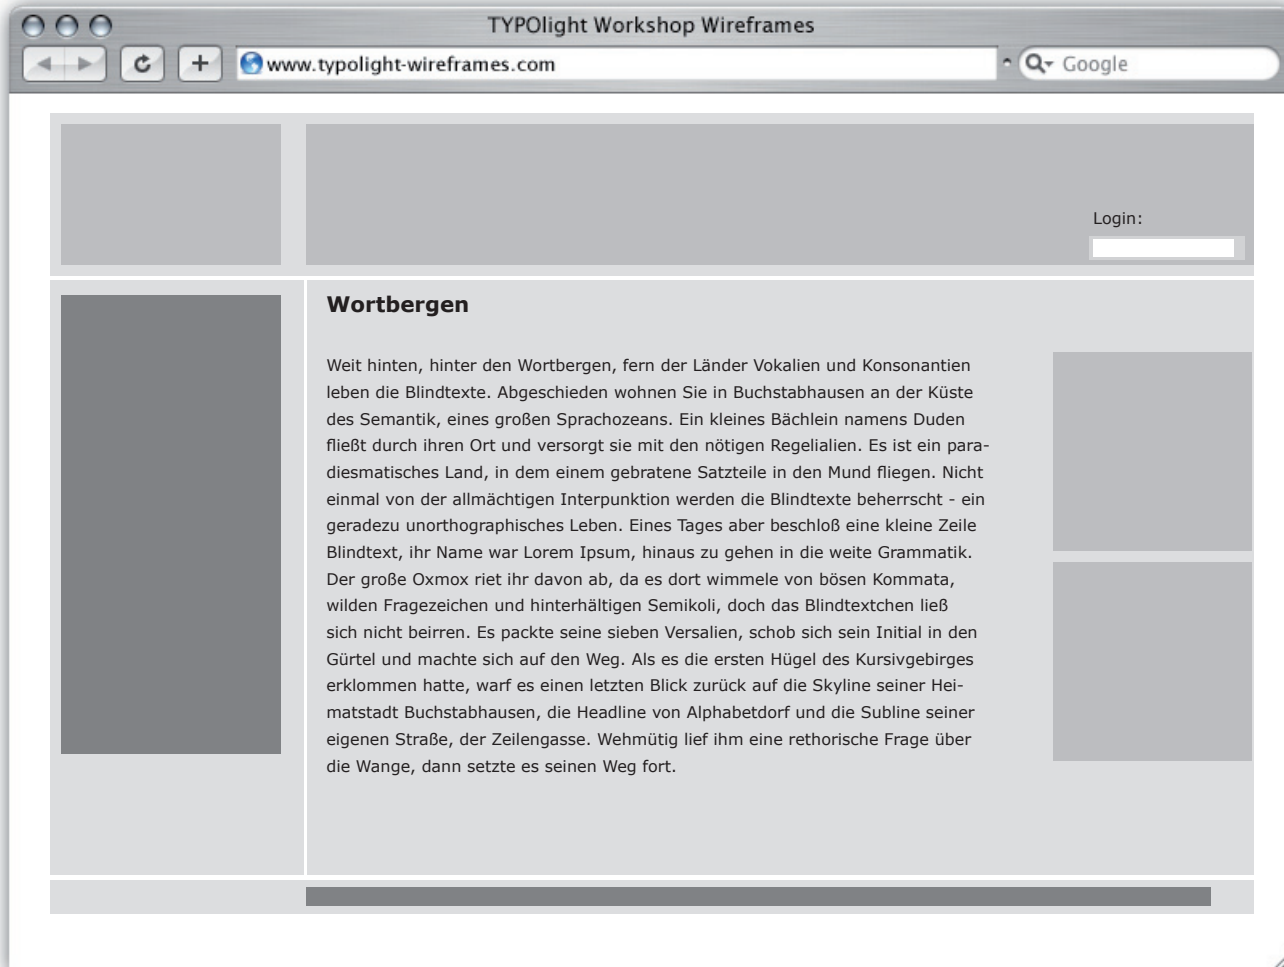 TYPOlight Workshop Wireframes
www.typolight-wireframes.com
Google
Login:
Wortbergen
Weit hinten, hinter den Wortbergen, fern der Länder Vokalien und Konsonantien
leben die Blindtexte. Abgeschieden wohnen Sie in Buchstabhausen an der Küste
des Semantik, eines großen Sprachozeans. Ein kleines Bächlein namens Duden
fließt durch ihren Ort und versorgt sie mit den nötigen Regelialien. Es ist ein para-
diesmatisches Land, in dem einem gebratene Satzteile in den Mund fliegen. Nicht
einmal von der allmächtigen Interpunktion werden die Blindtexte beherrscht - ein
geradezu unorthographisches Leben. Eines Tages aber beschloß eine kleine Zeile
Blindtext, ihr Name war Lorem Ipsum, hinaus zu gehen in die weite Grammatik.
Der große Oxmox riet ihr davon ab, da es dort wimmele von bösen Kommata,
wilden Fragezeichen und hinterhältigen Semikoli, doch das Blindtextchen ließ
sich nicht beirren. Es packte seine sieben Versalien, schob sich sein Initial in den
Gürtel und machte sich auf den Weg. Als es die ersten Hügel des Kursivgebirges
erklommen hatte, warf es einen letzten Blick zurück auf die Skyline seiner Hei-
matstadt Buchstabhausen, die Headline von Alphabetdorf und die Subline seiner
eigenen Straße, der Zeilengasse. Wehmütig lief ihm eine rethorische Frage über
die Wange, dann setzte es seinen Weg fort.